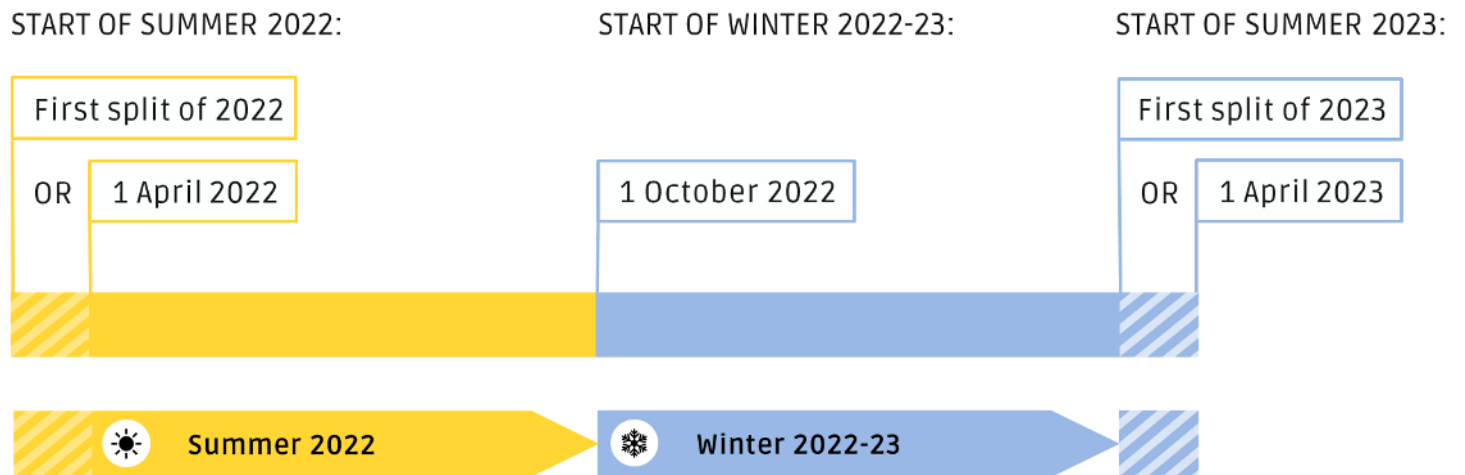 START OF SUMMER 2022:
START OF WINTER 2022-23:
START OF SUMMER 2023:
First split of 2022
First split of 2023
OR
1 April 2022
1 October 2022
OR
1 April 2023
Summer 2022
Winter 2022-23